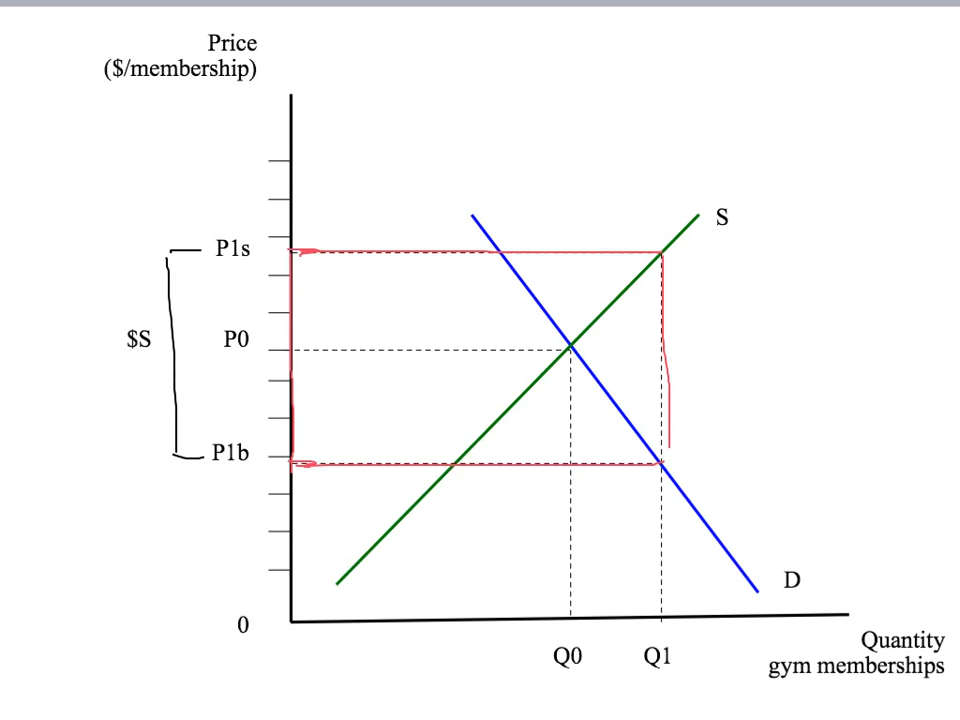 Price
($/membership)
S
P1s
$S
P0
P1b
D
0
Quantity
gym memberships
Q0
Q1